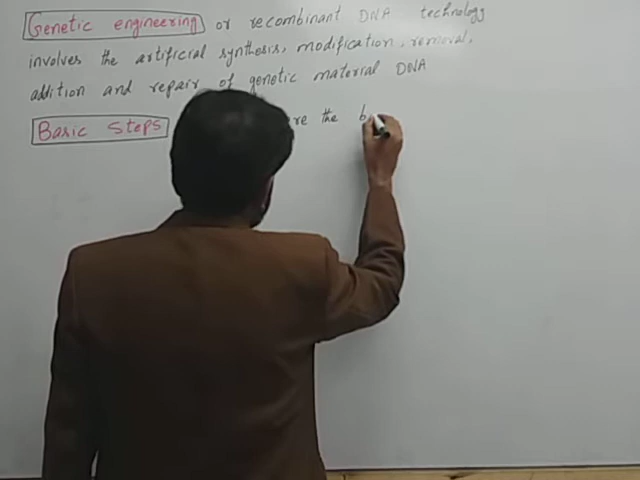 Genetic engineering or recombinant DNA technology
involves the artificial synthesis, modification, removal,
addition and repair of genetic material DNA
Basic Steps the